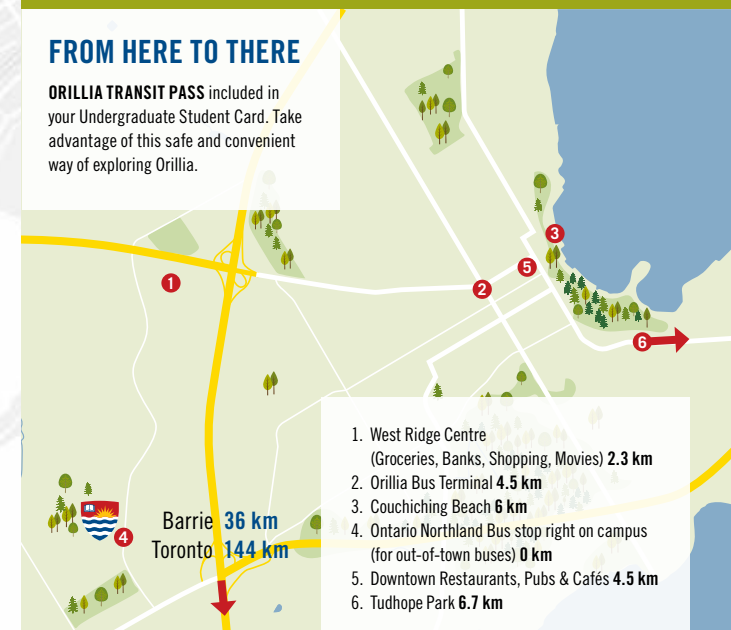 FROM HERE TO THERE
ORILLIA TRANSIT PASS included in
your Undergraduate Student Card. Take
advantage of this safe and convenient
way of exploring Orillia.
1
2
3
5
6
4
Barrie 36 km
Toronto 144 km
1. West Ridge Centre
(Groceries, Banks, Shopping, Movies) 2.3 km
2. Orillia Bus Terminal 4.5 km
3. Couchiching Beach 6 km
4. Ontario Northland Bus stop right on campus
(for out-of-town buses) 0 km
5. Downtown Restaurants, Pubs & Cafés 4.5 km
6. Tudhope Park 6.7 km